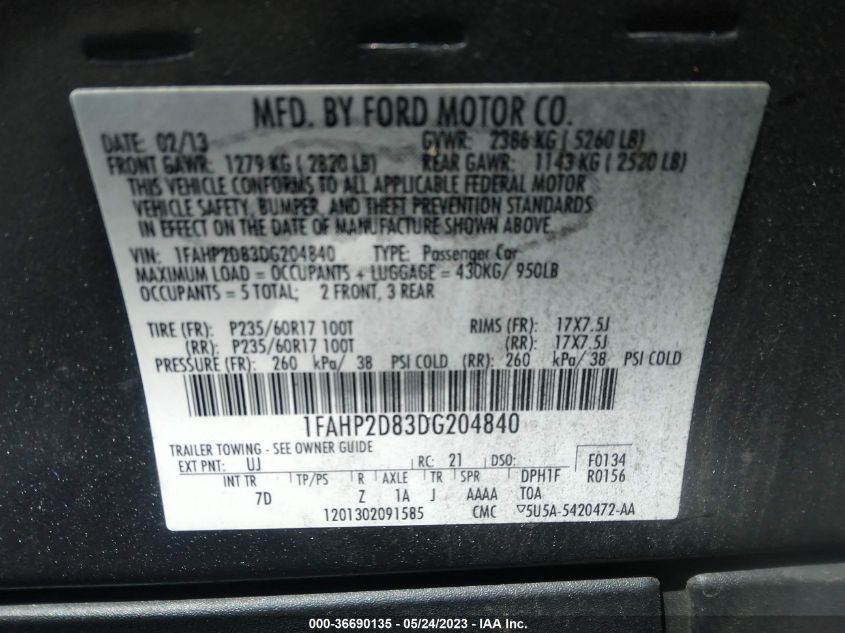 MFD. BY FORD MOTOR CO.
DATE: 02/13 GVWR: 2386 KG ( 5260 LB)
FRONT GAWR: 1279 KG ( 2820 LB) REAR GAWR: 1143 KG ( 2520 LB)
THIS VEHICLE CONFORMS TO ALL APPLICABLE FEDERAL MOTOR
VEHICLE SAFETY, BUMPER, AND THEFT PREVENTION STANDARDS
IN EFFECT ON THE DATE OF MANUFACTURE SHOWN ABOVE.
VIN: 1FAHP2D83DG204840 TYPE: Passenger Car
MAXIMUM LOAD = OCCUPANTS + LUGGAGE = 430KG/ 950LB
OCCUPANTS = 5 TOTAL; 2 FRONT, 3 REAR
TIRE (FR): P235/60R17 100T RIMS (FR): 17X7.5J
(RR): P235/60R17 100T (RR): 17X7.5J
PRESSURE (FR): 260 kPa/ 38 PSI COLD (RR): 260 kPa/ 38 PSI COLD
1FAHP2D83DG204840
TRAILER TOWING - SEE OWNER GUIDE
EXT PNT: UJ RC: 21 DSO: F0134
INT TR TP/PS R AXLE TR SPR DPH1F R0156
7D Z 1A J AAAA T0A
1201302091585 CMC ▽5U5A-5420472-AA
000-36690135 - 05/24/2023 - IAA Inc.